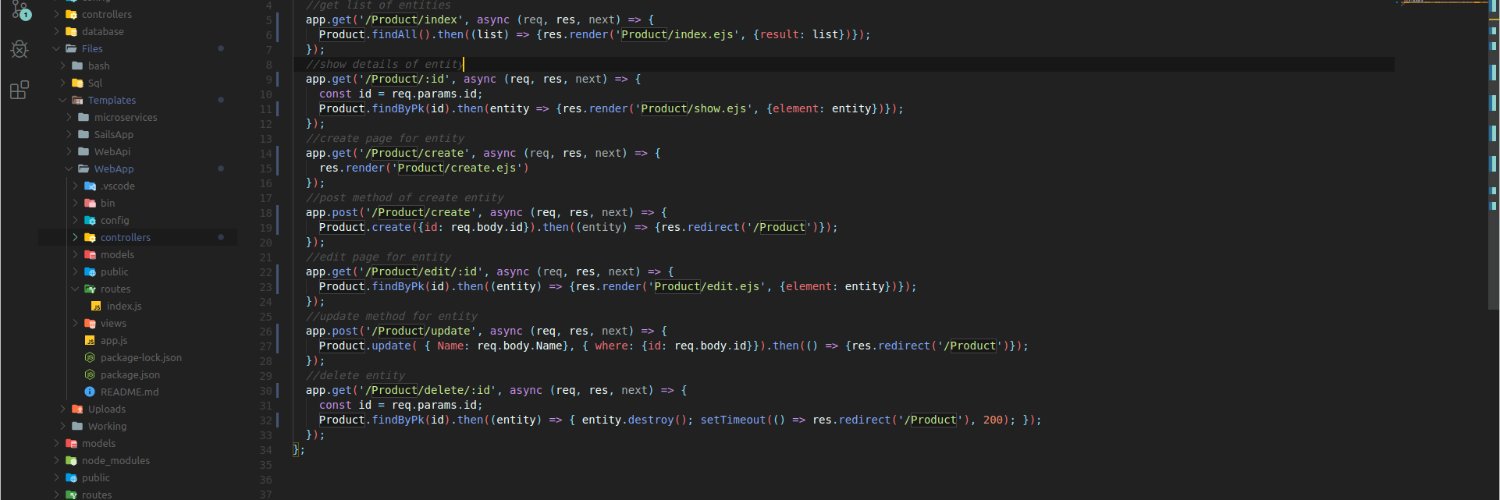 config
controllers
database
Files
bash
Sql
Templates
microservices
SailsApp
WebApi
WebApp
.vscode
bin
config
controllers
models
public
routes
index.js
views
app.js
package-lock.json
package.json
README.md
Uploads
Working
models
node_modules
public
routes
1
4 //get list of entities
5 app.get('/Product/index', async (req, res, next) => {
6 Product.findAll().then((list) => {res.render('Product/index.ejs', {result: list})});
7 });
8 //show details of entity
9 app.get('/Product/:id', async (req, res, next) => {
10 const id = req.params.id;
11 Product.findByPk(id).then(entity => {res.render('Product/show.ejs', {element: entity})});
12 });
13 //create page for entity
14 app.get('/Product/create', async (req, res, next) => {
15 res.render('Product/create.ejs')
16 });
17 //post method of create entity
18 app.post('/Product/create', async (req, res, next) => {
19 Product.create({id: req.body.id}).then((entity) => {res.redirect('/Product')});
20 });
21 //edit page for entity
22 app.get('/Product/edit/:id', async (req, res, next) => {
23 Product.findByPk(id).then((entity) => {res.render('Product/edit.ejs', {element: entity})});
24 });
25 //update method for entity
26 app.post('/Product/update', async (req, res, next) => {
27 Product.update( { Name: req.body.Name}, { where: {id: req.body.id}}).then(() => {res.redirect('/Product')});
28 });
29 //delete entity
30 app.get('/Product/delete/:id', async (req, res, next) => {
31 const id = req.params.id;
32 Product.findByPk(id).then((entity) => { entity.destroy(); setTimeout(() => res.redirect('/Product'), 200); });
33 });
34 };
35
36
37